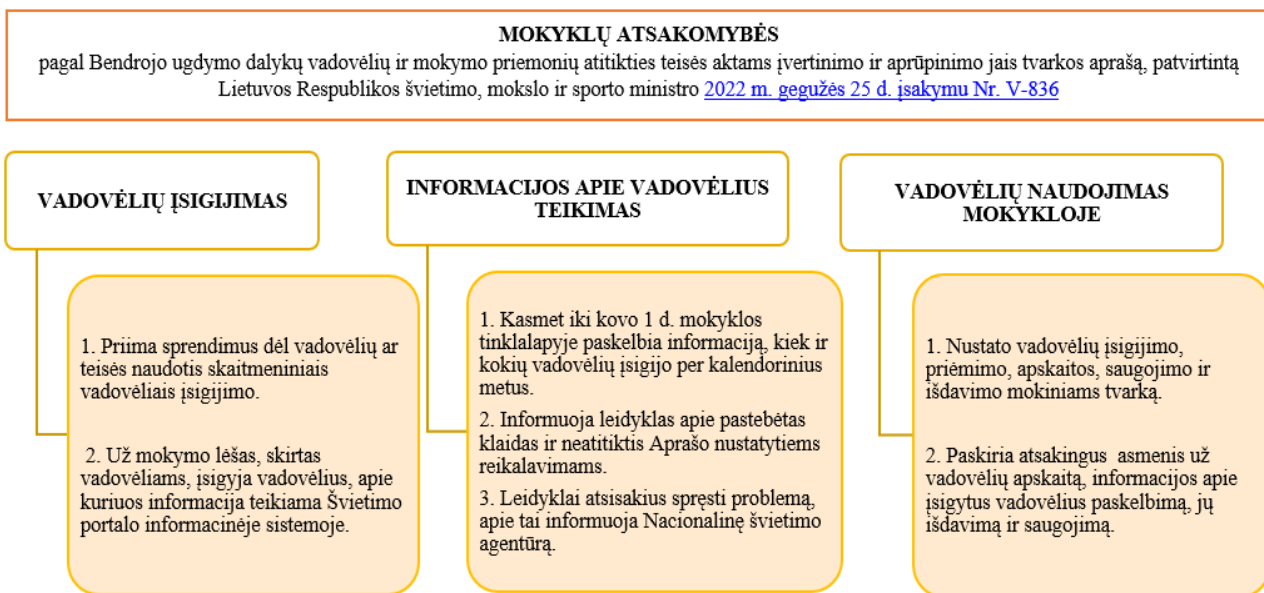 MOKYKLŲ ATSAKOMYBĖS
pagal Bendrojo ugdymo dalykų vadovėlių ir mokymo priemonių atitikties teisės aktams įvertinimo ir aprūpinimo jais tvarkos aprašą, patvirtintą
Lietuvos Respublikos švietimo, mokslo ir sporto ministro 2022 m. gegužės 25 d. įsakymu Nr. V-836
VADOVĖLIŲ ĮSIGIJIMAS
1. Priima sprendimus dėl vadovėlių ar
teisės naudotis skaitmeniniais
vadovėliais įsigijimo.
2. Už mokymo lėšas, skirtas
vadovėliams, įsigyja vadovėlius, apie
kuriuos informacija teikiama Švietimo
portalo informacinėje sistemoje.
INFORMACIJOS APIE VADOVĖLIUS
TEIKIMAS
1. Kasmet iki kovo 1 d. mokyklos
tinklalapyje paskelbia informaciją, kiek ir
kokių vadovėlių įsigijo per kalendorinius
metus.
2. Informuoja leidyklas apie pastebėtas
klaidas ir neatitiktis Aprašo nustatytiems
reikalavimams.
3. Leidyklai atsisakius spręsti problemą,
apie tai informuoja Nacionalinę švietimo
agentūrą.
VADOVĖLIŲ NAUDOJIMAS
MOKYKLOJE
1. Nustato vadovėlių įsigijimo,
priėmimo, apskaitos, saugojimo ir
išdavimo mokiniams tvarką.
2. Paskiria atsakingus asmenis už
vadovėlių apskaitą, informacijos apie
įsigytus vadovėlius paskelbimą, jų
išdavimą ir saugojimą.